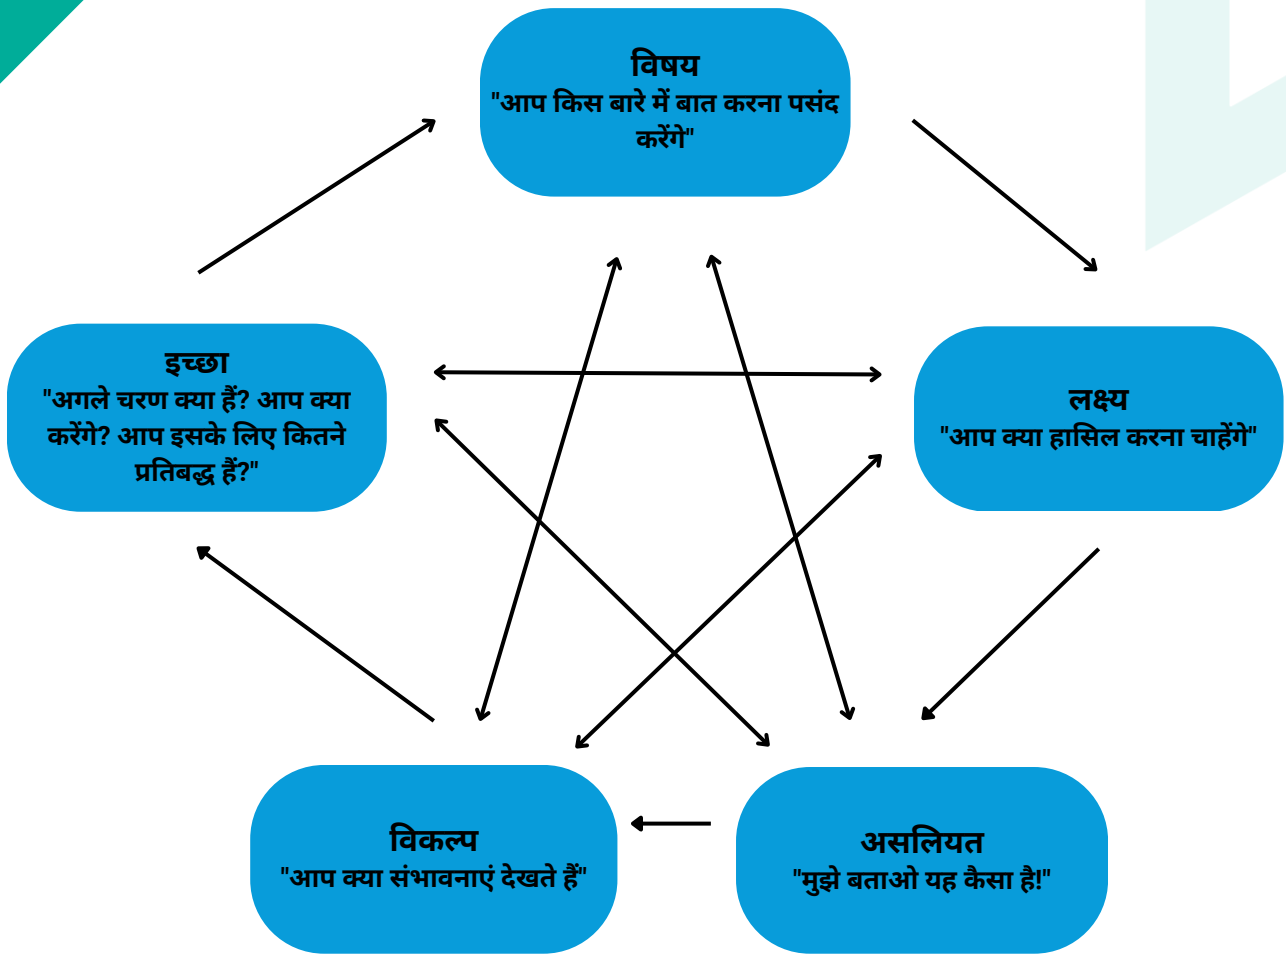 विषय
"आप किस बारे में बात करना पसंद
करेंगे"
इच्छा
"अगले चरण क्या हैं? आप क्या
करेंगे? आप इसके लिए कितने
प्रतिबद्ध हैं?"
लक्ष्य
"आप क्या हासिल करना चाहेंगे"
विकल्प
"आप क्या संभावनाएं देखते हैं"
असलियत
"मुझे बताओ यह कैसा है!"